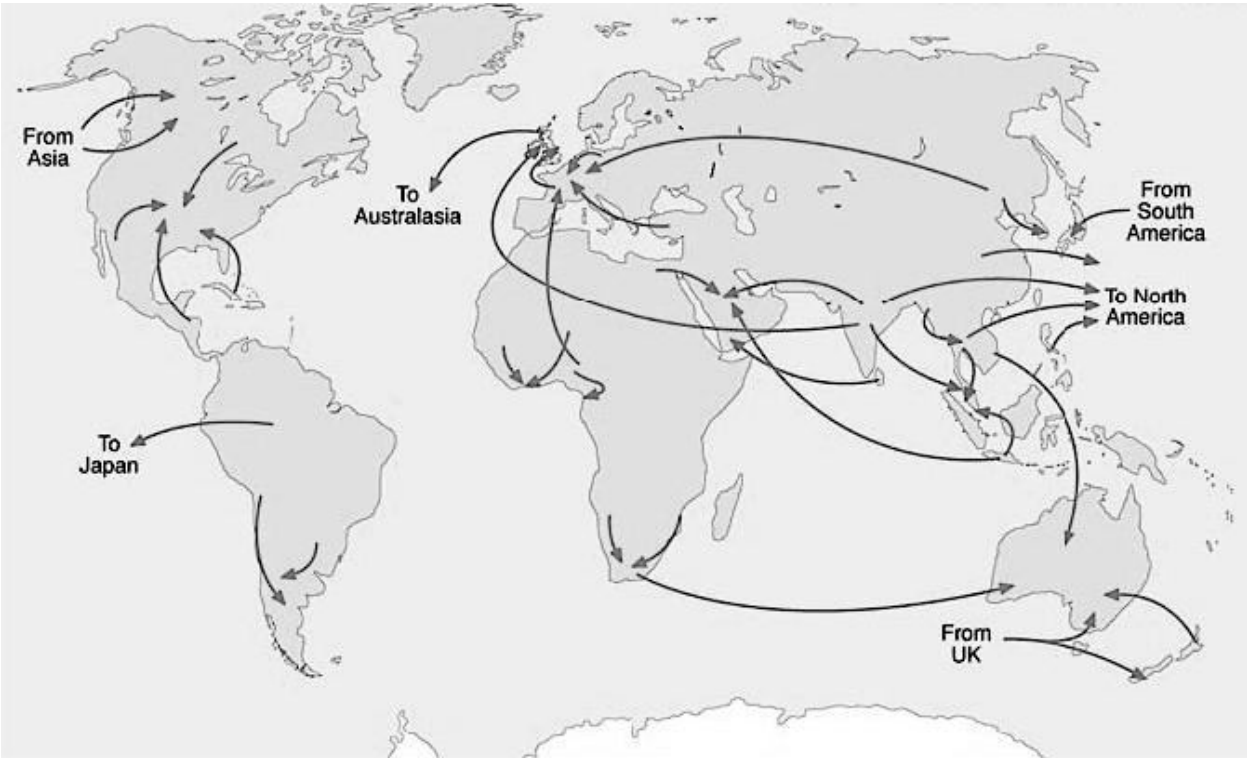 From
Asia
To
Australasia
From
South
America
To North
America
To
Japan
From
UK